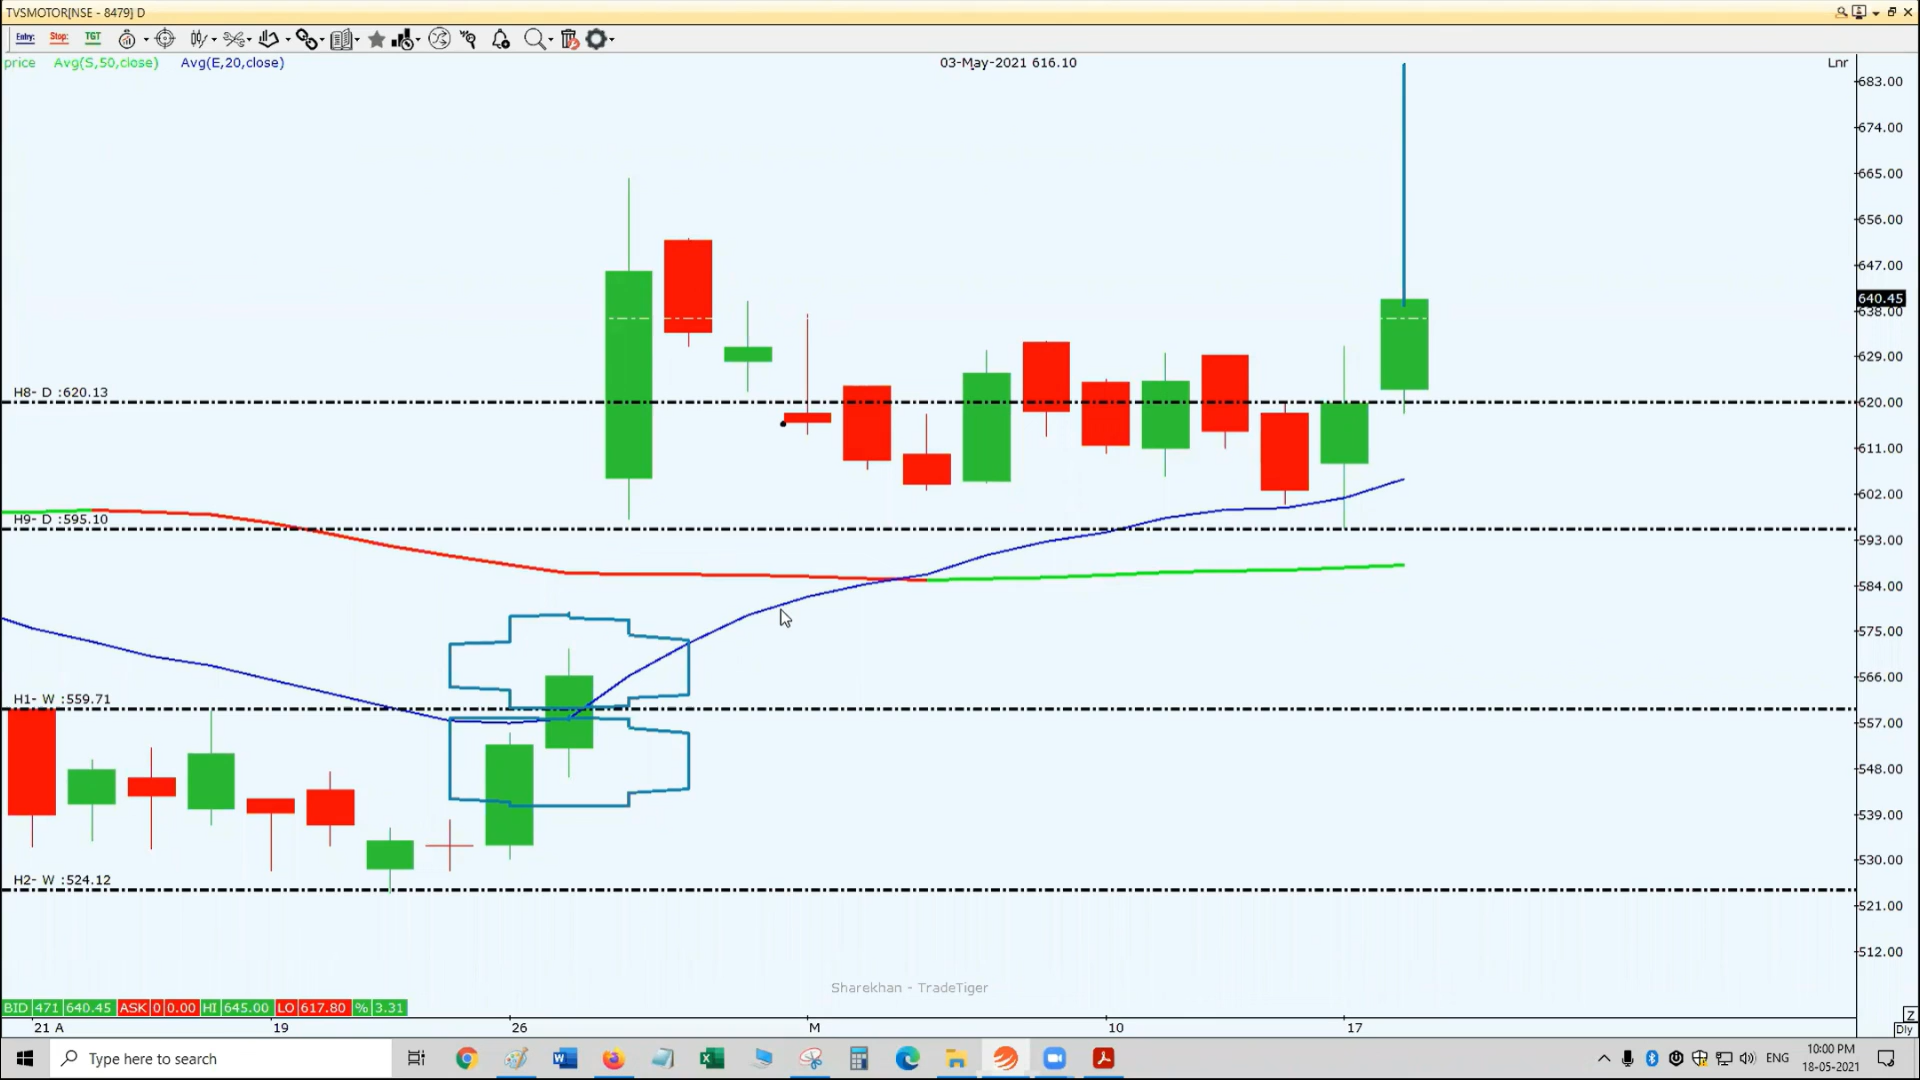 TVSMOTOR[NSE - 8479] D
Entry: Stop: TGT
price Avg(S,50,close) Avg(E,20,close) 03-May-2021 616.10 Lnr
683.00
674.00
665.00
656.00
647.00
640.45
638.00
629.00
H8- D :620.13
620.00
611.00
602.00
H9- D :595.10
593.00
584.00
575.00
566.00
H1- W :559.71
557.00
548.00
539.00
530.00
H2- W :524.12
521.00
512.00
Sharekhan - TradeTiger
BID 471 640.45 ASK 0 0.00 HI 645.00 LO 617.80 % 3.31
Z
21 A 19 26 M 10 17 Dly
Type here to search
ENG
10:00 PM
18-05-2021